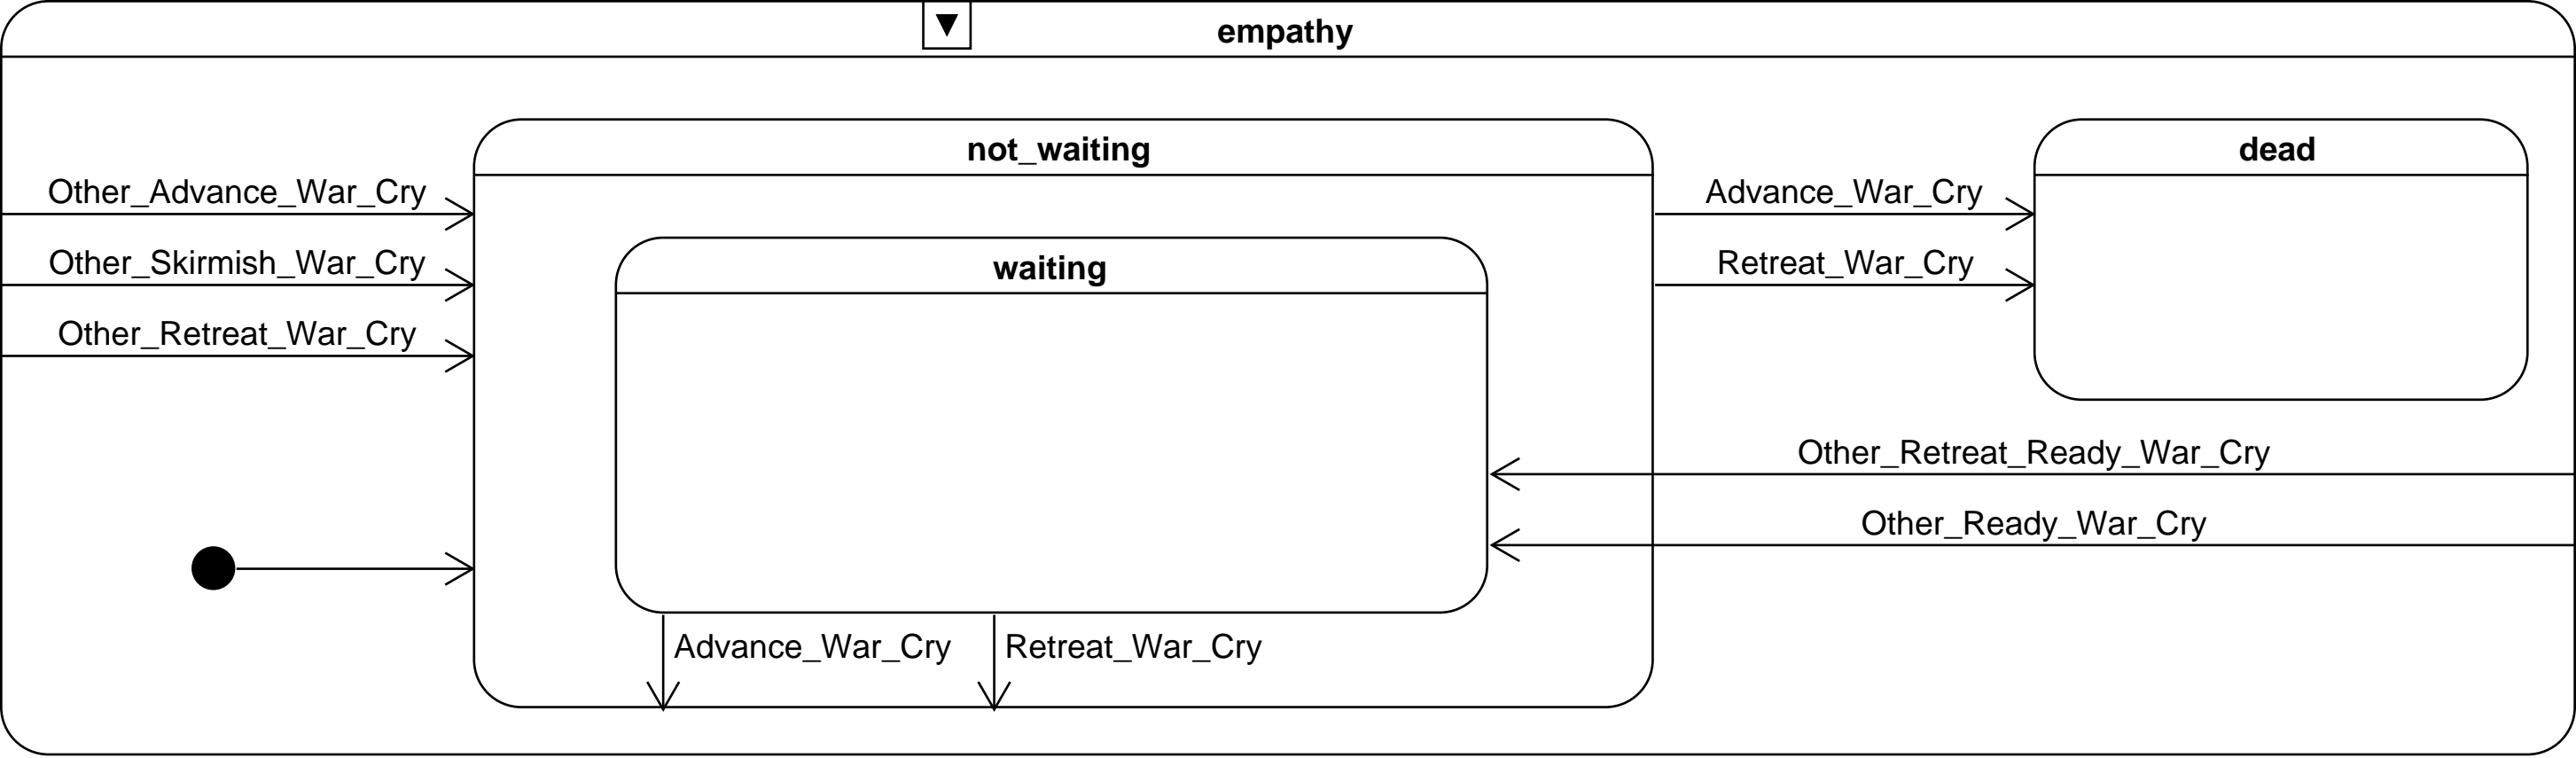 ▼
empathy
not_waiting
dead
Other_Advance_War_Cry
Advance_War_Cry
Other_Skirmish_War_Cry
waiting
Retreat_War_Cry
Other_Retreat_War_Cry
Other_Retreat_Ready_War_Cry
Other_Ready_War_Cry
Advance_War_Cry
Retreat_War_Cry